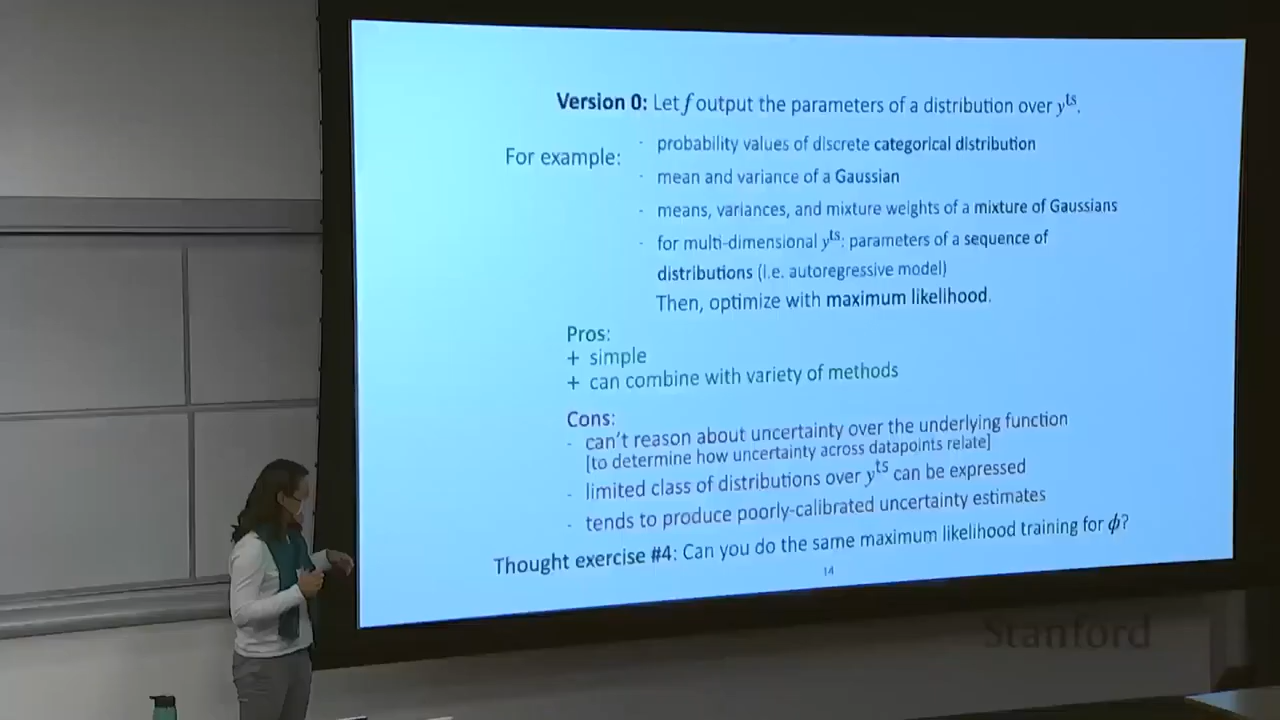 Version 0: Let f output the parameters of a distribution over yᵗˢ.
For example:
- probability values of discrete categorical distribution
- mean and variance of a Gaussian
- means, variances, and mixture weights of a mixture of Gaussians
- for multi-dimensional yᵗˢ: parameters of a sequence of
distributions (i.e. autoregressive model)
Then, optimize with maximum likelihood.
Pros:
+ simple
+ can combine with variety of methods
Cons:
- can't reason about uncertainty over the underlying function
[to determine how uncertainty across datapoints relate]
- limited class of distributions over yᵗˢ can be expressed
- tends to produce poorly-calibrated uncertainty estimates
Thought exercise #4: Can you do the same maximum likelihood training for ϕ?
14
Stanford